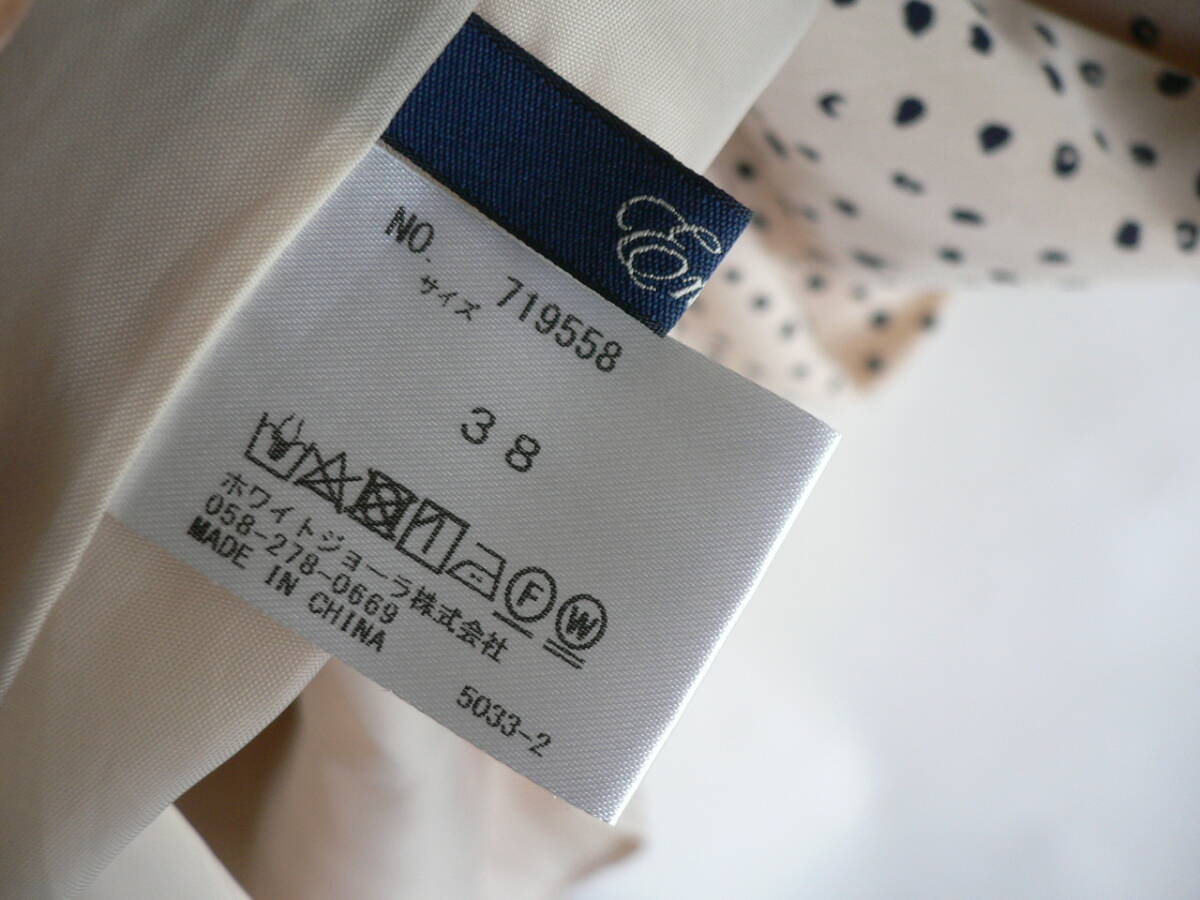 NO. 719558
サイズ
38
F W
ホワイトジョーラ株式会社
058-278-0669
MADE IN CHINA
5033-2